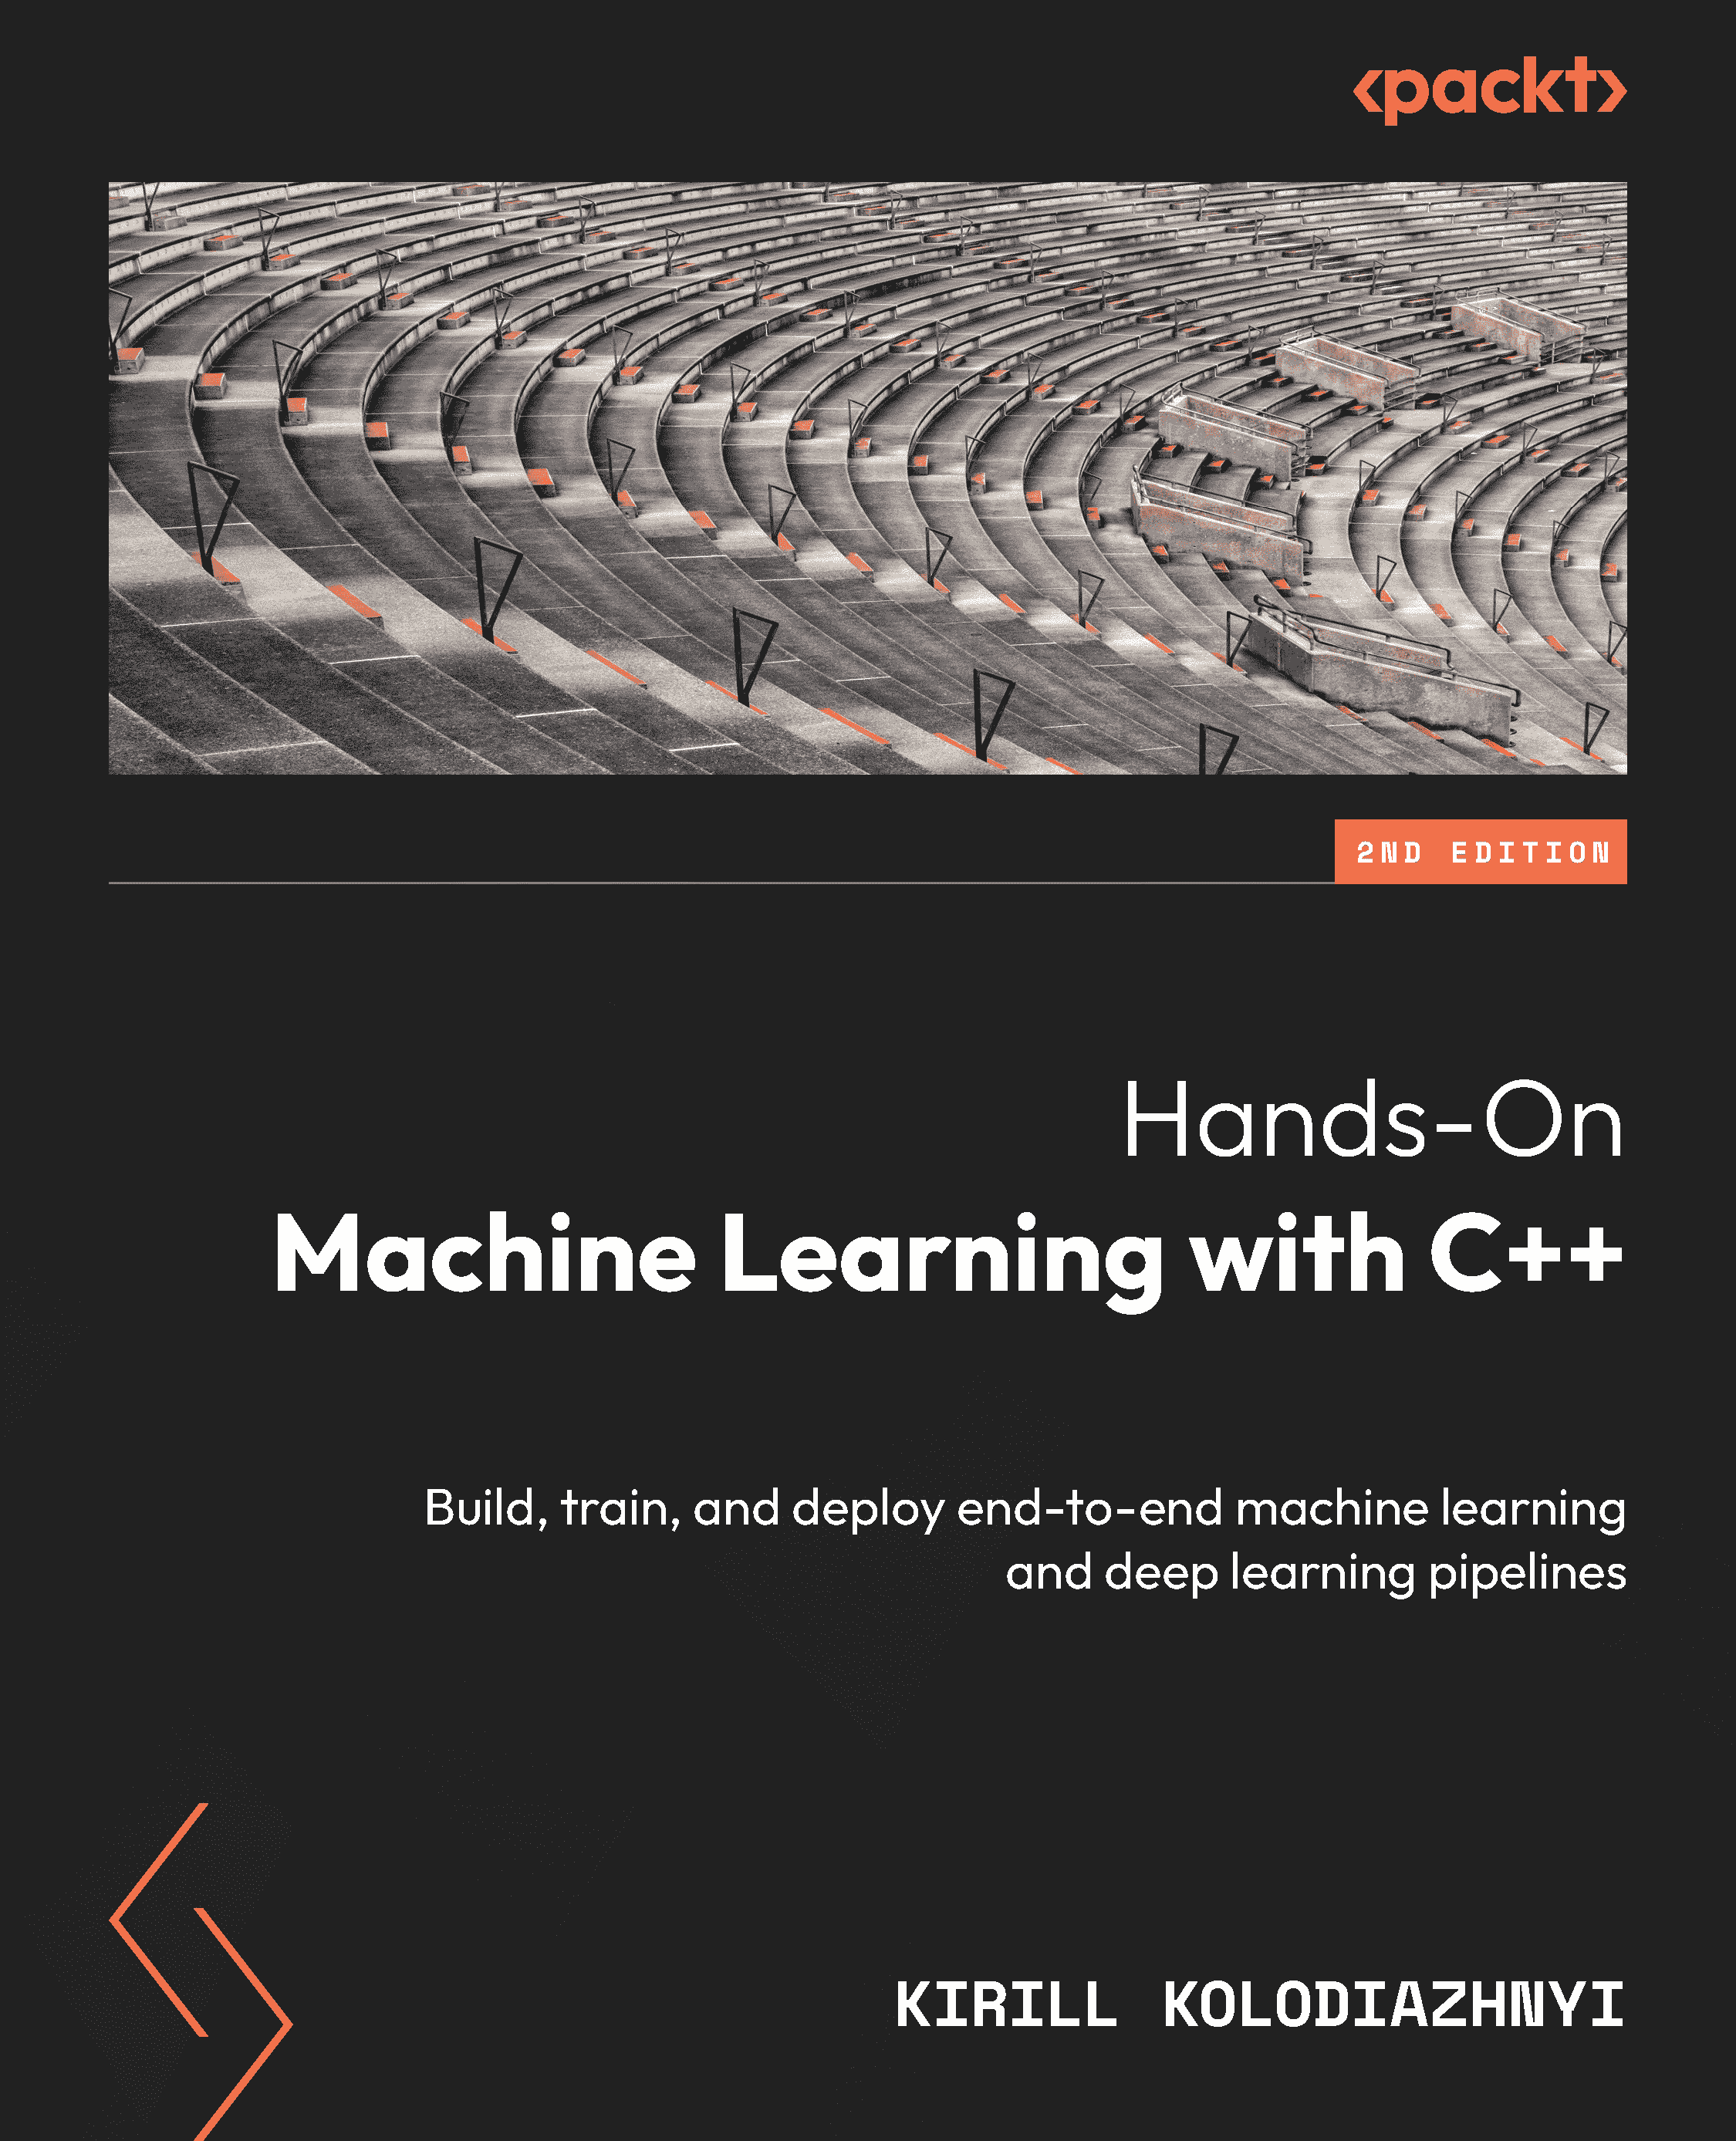 <packt>
2ND EDITION
Hands-On
Machine Learning with C++
Build, train, and deploy end-to-end machine learning
and deep learning pipelines
KIRILL KOLODIAZHNYI